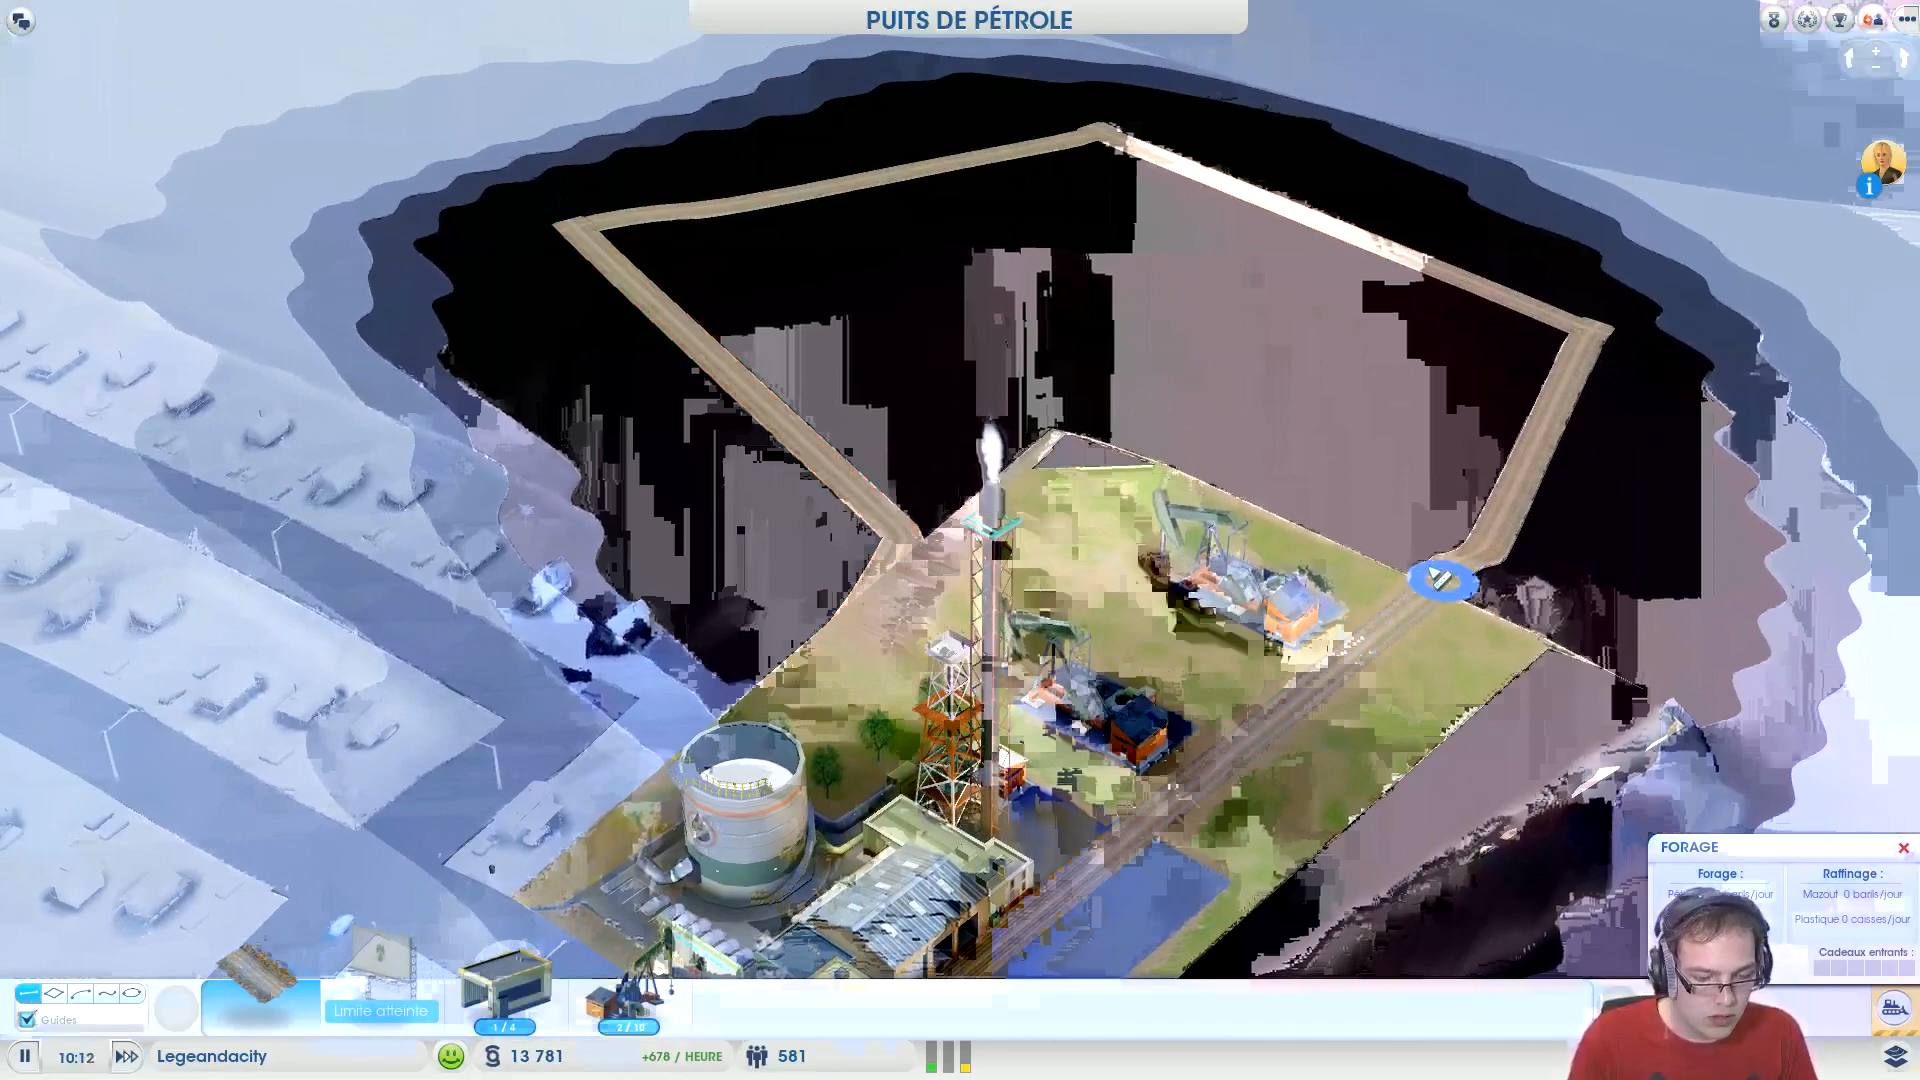 PUITS DE PÉTROLE
FORAGE
Forage :
Raffinage :
Mazout 0 barils/jour
Plastique 0 caisses/jour
Cadeaux entrants :
Guides
Limite atteinte
1 / 4
2 / 10
10:12
Legeandacity
13 781
+678 / HEURE
581